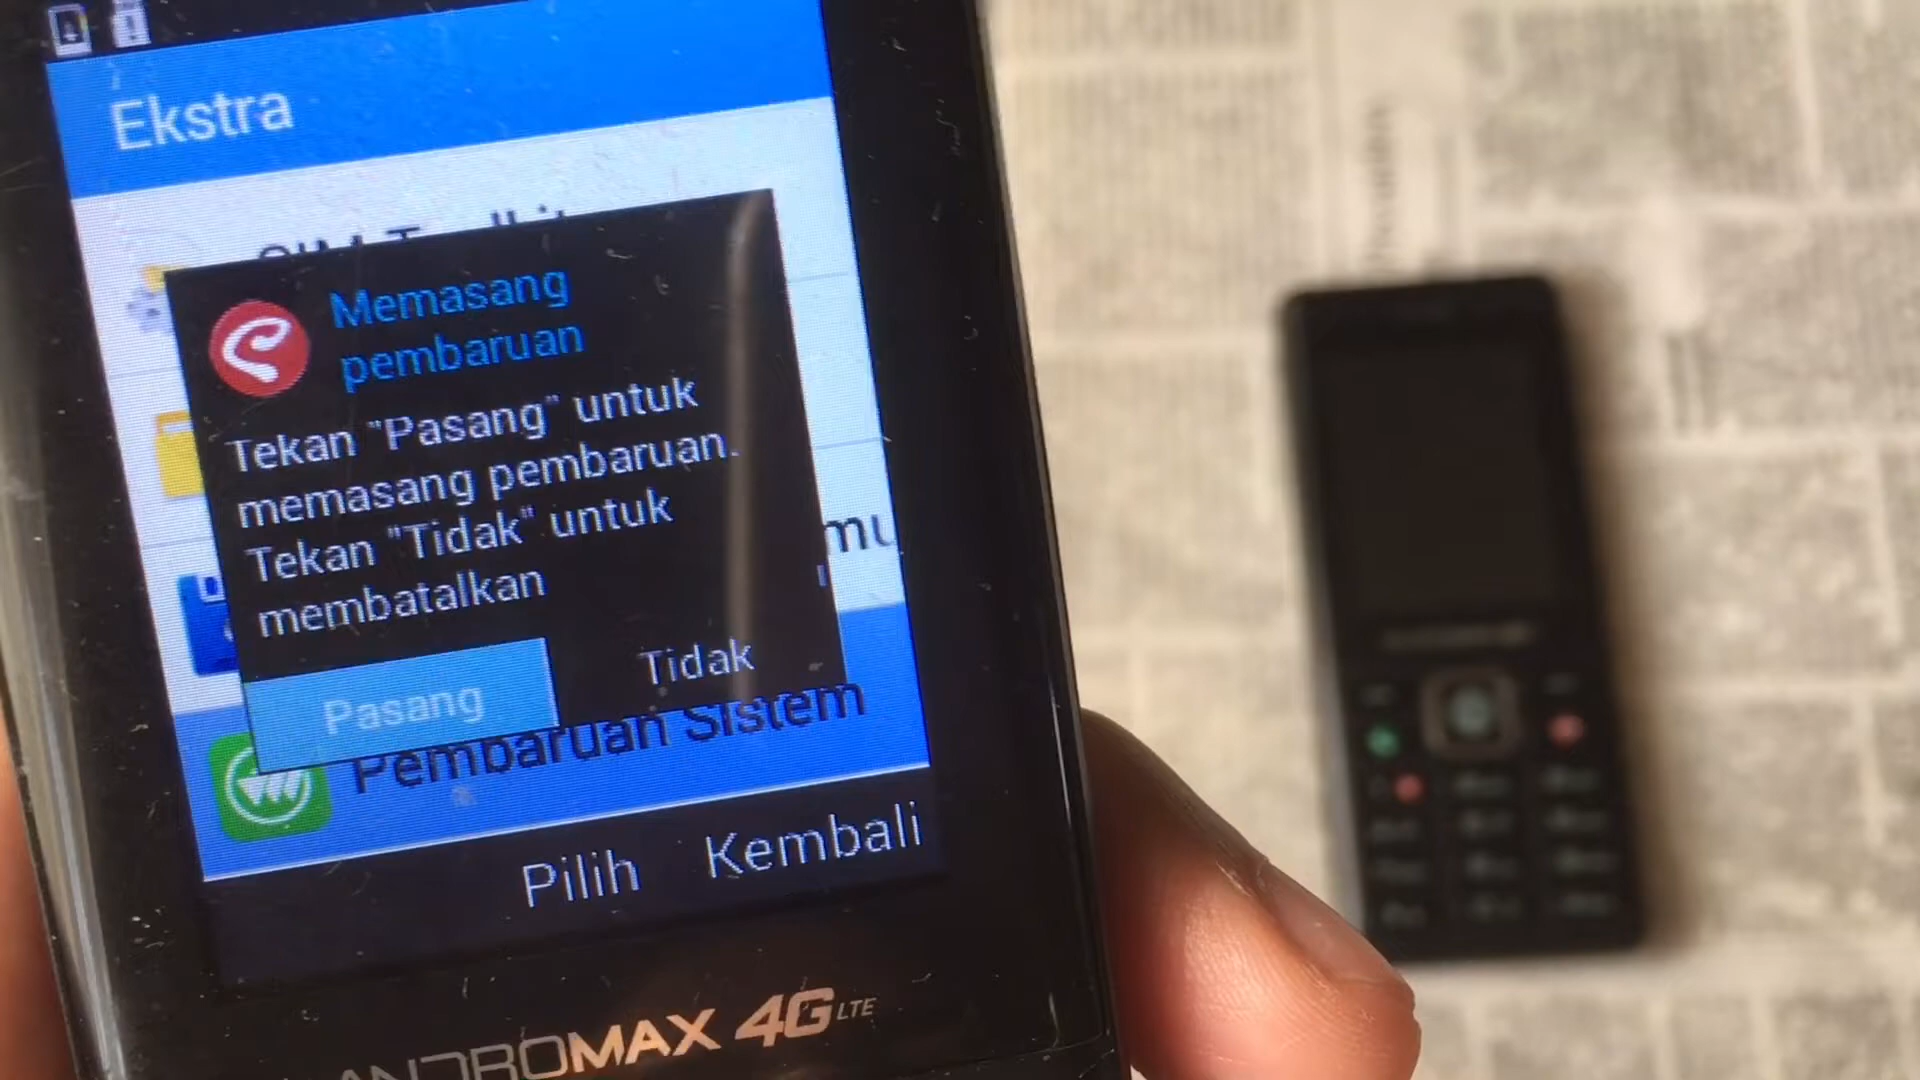 Ekstra
Memasang
pembaruan
Tekan "Pasang" untuk
memasang pembaruan.
Tekan "Tidak" untuk
membatalkan
Pasang
Tidak
Pembaruan Sistem
Pilih
Kembali
ANDROMAX 4G LTE